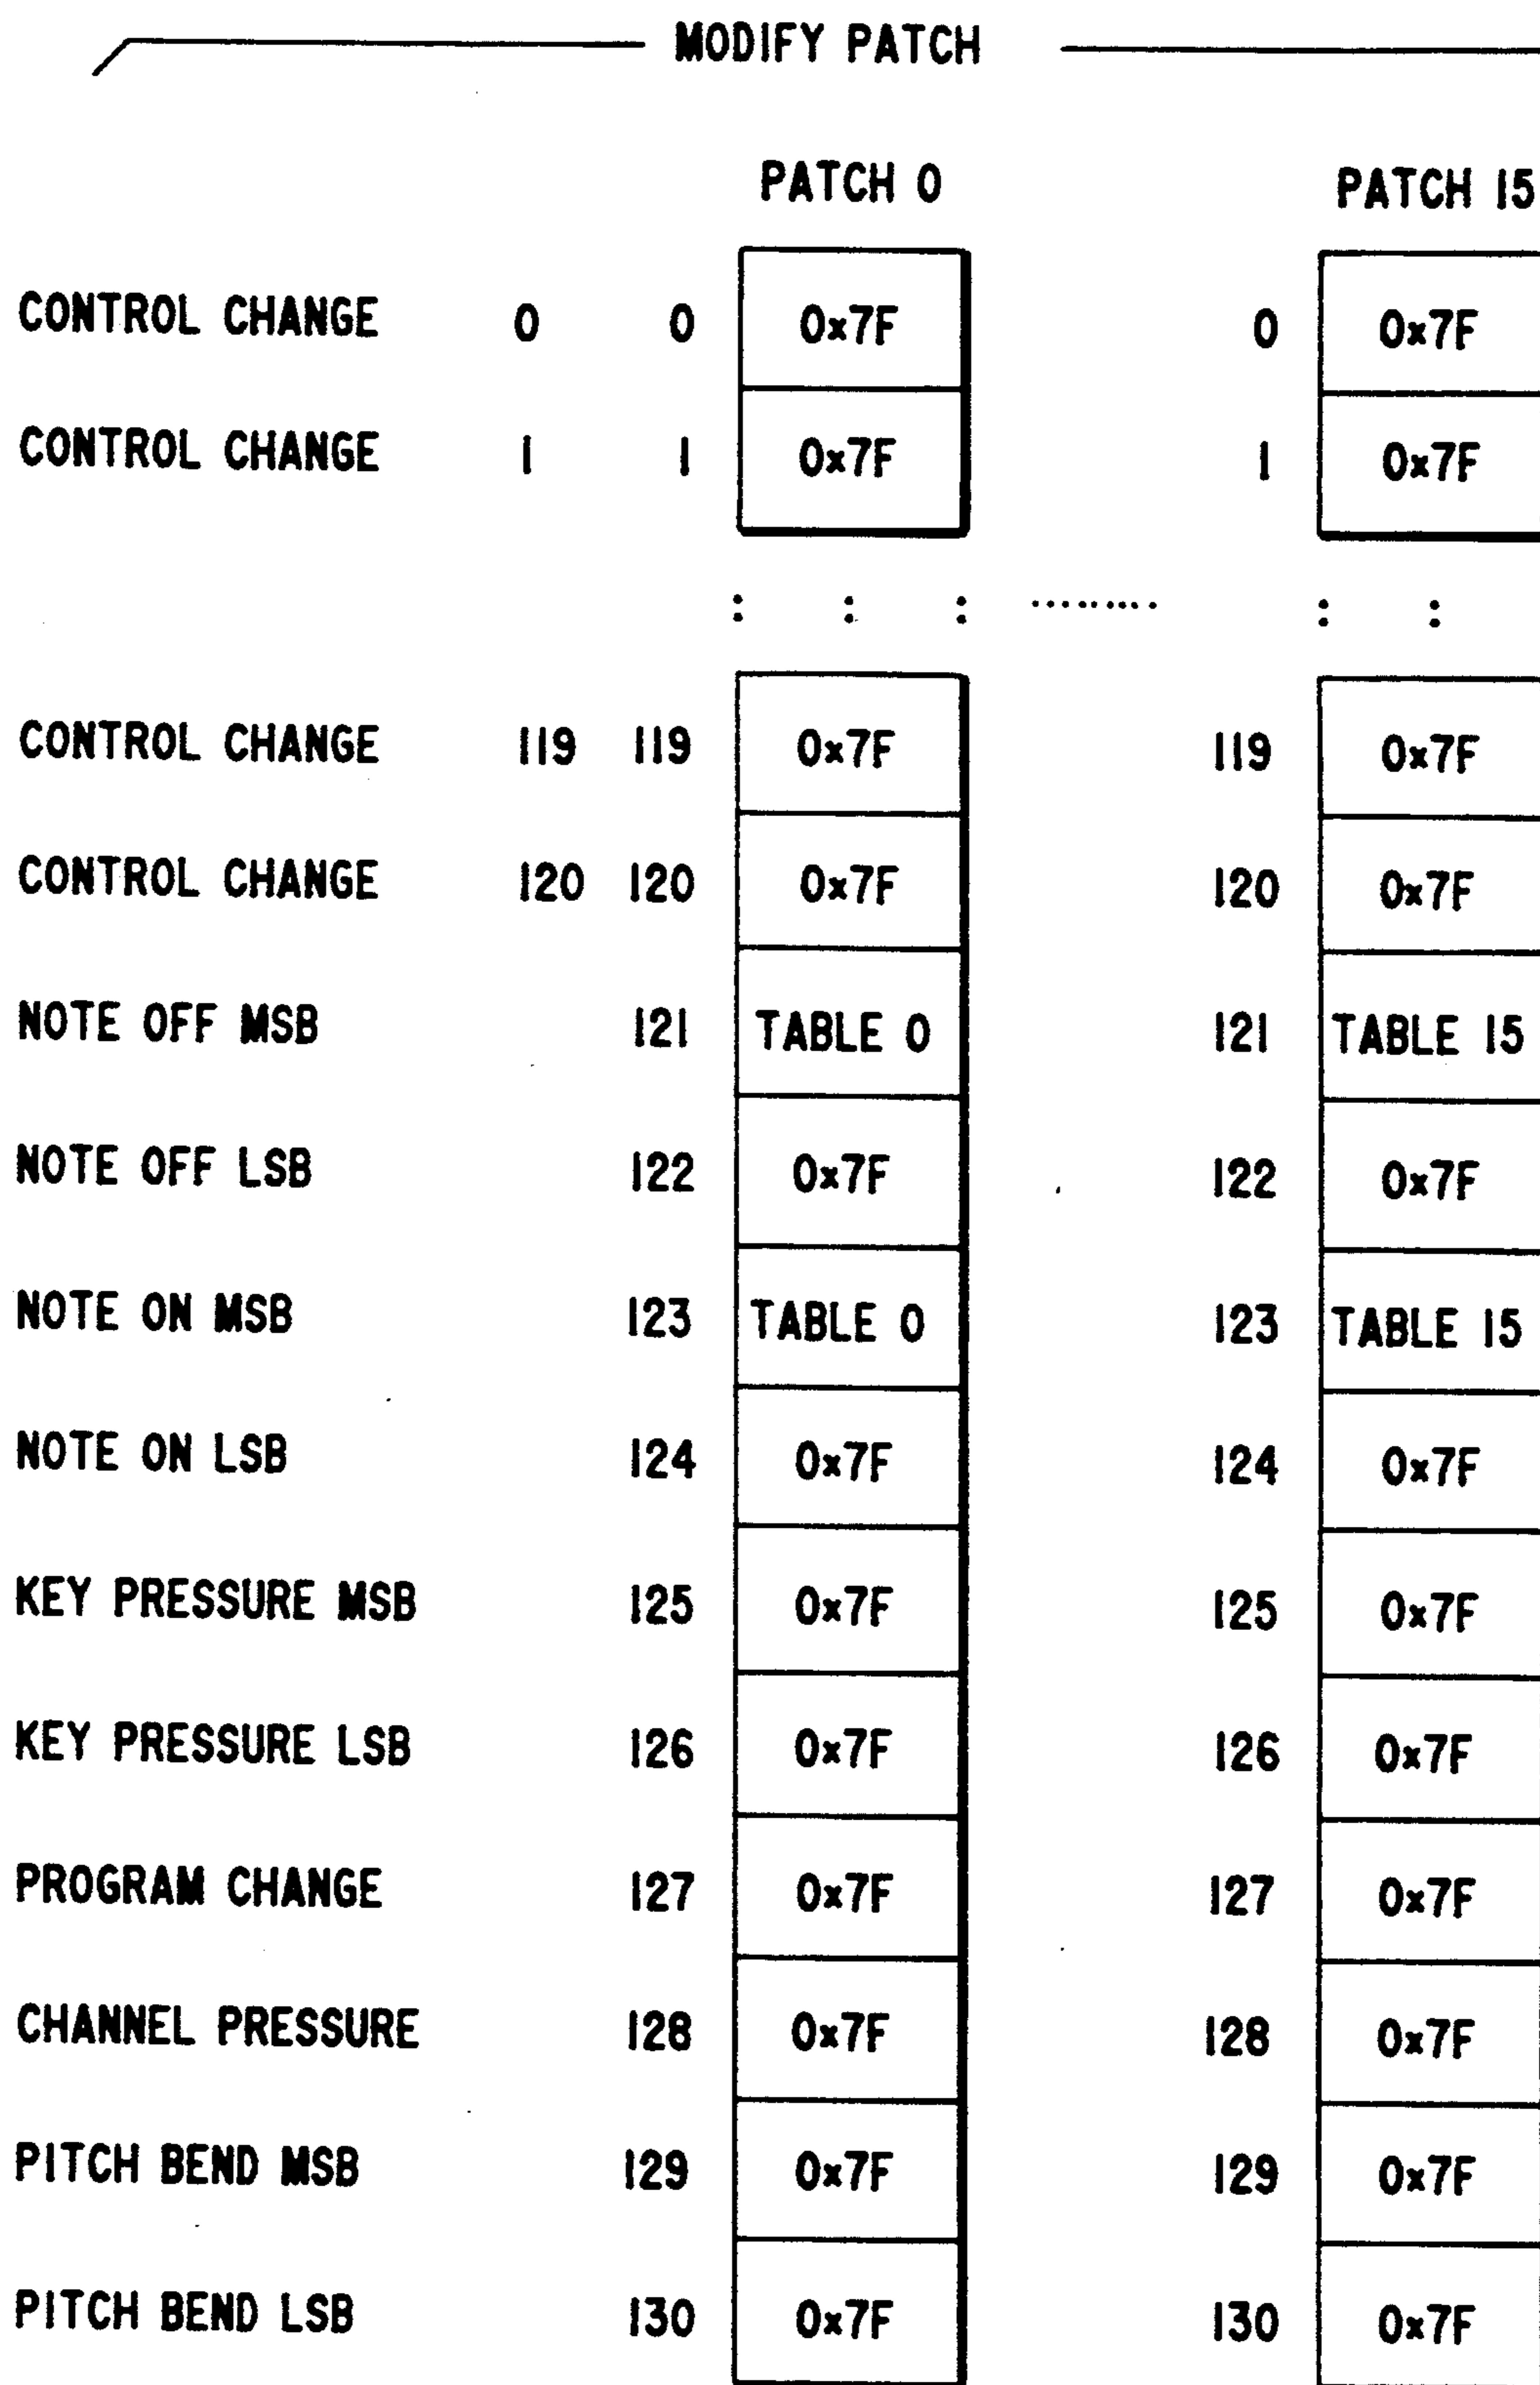 MODIFY PATCH
PATCH 0 PATCH 15
CONTROL CHANGE 0 0 0x7F 0 0x7F
CONTROL CHANGE 1 1 0x7F 1 0x7F
: : : ......... : :
CONTROL CHANGE 119 119 0x7F 119 0x7F
CONTROL CHANGE 120 120 0x7F 120 0x7F
NOTE OFF MSB 121 TABLE 0 121 TABLE 15
NOTE OFF LSB 122 0x7F 122 0x7F
NOTE ON MSB 123 TABLE 0 123 TABLE 15
NOTE ON LSB 124 0x7F 124 0x7F
KEY PRESSURE MSB 125 0x7F 125 0x7F
KEY PRESSURE LSB 126 0x7F 126 0x7F
PROGRAM CHANGE 127 0x7F 127 0x7F
CHANNEL PRESSURE 128 0x7F 128 0x7F
PITCH BEND MSB 129 0x7F 129 0x7F
PITCH BEND LSB 130 0x7F 130 0x7F